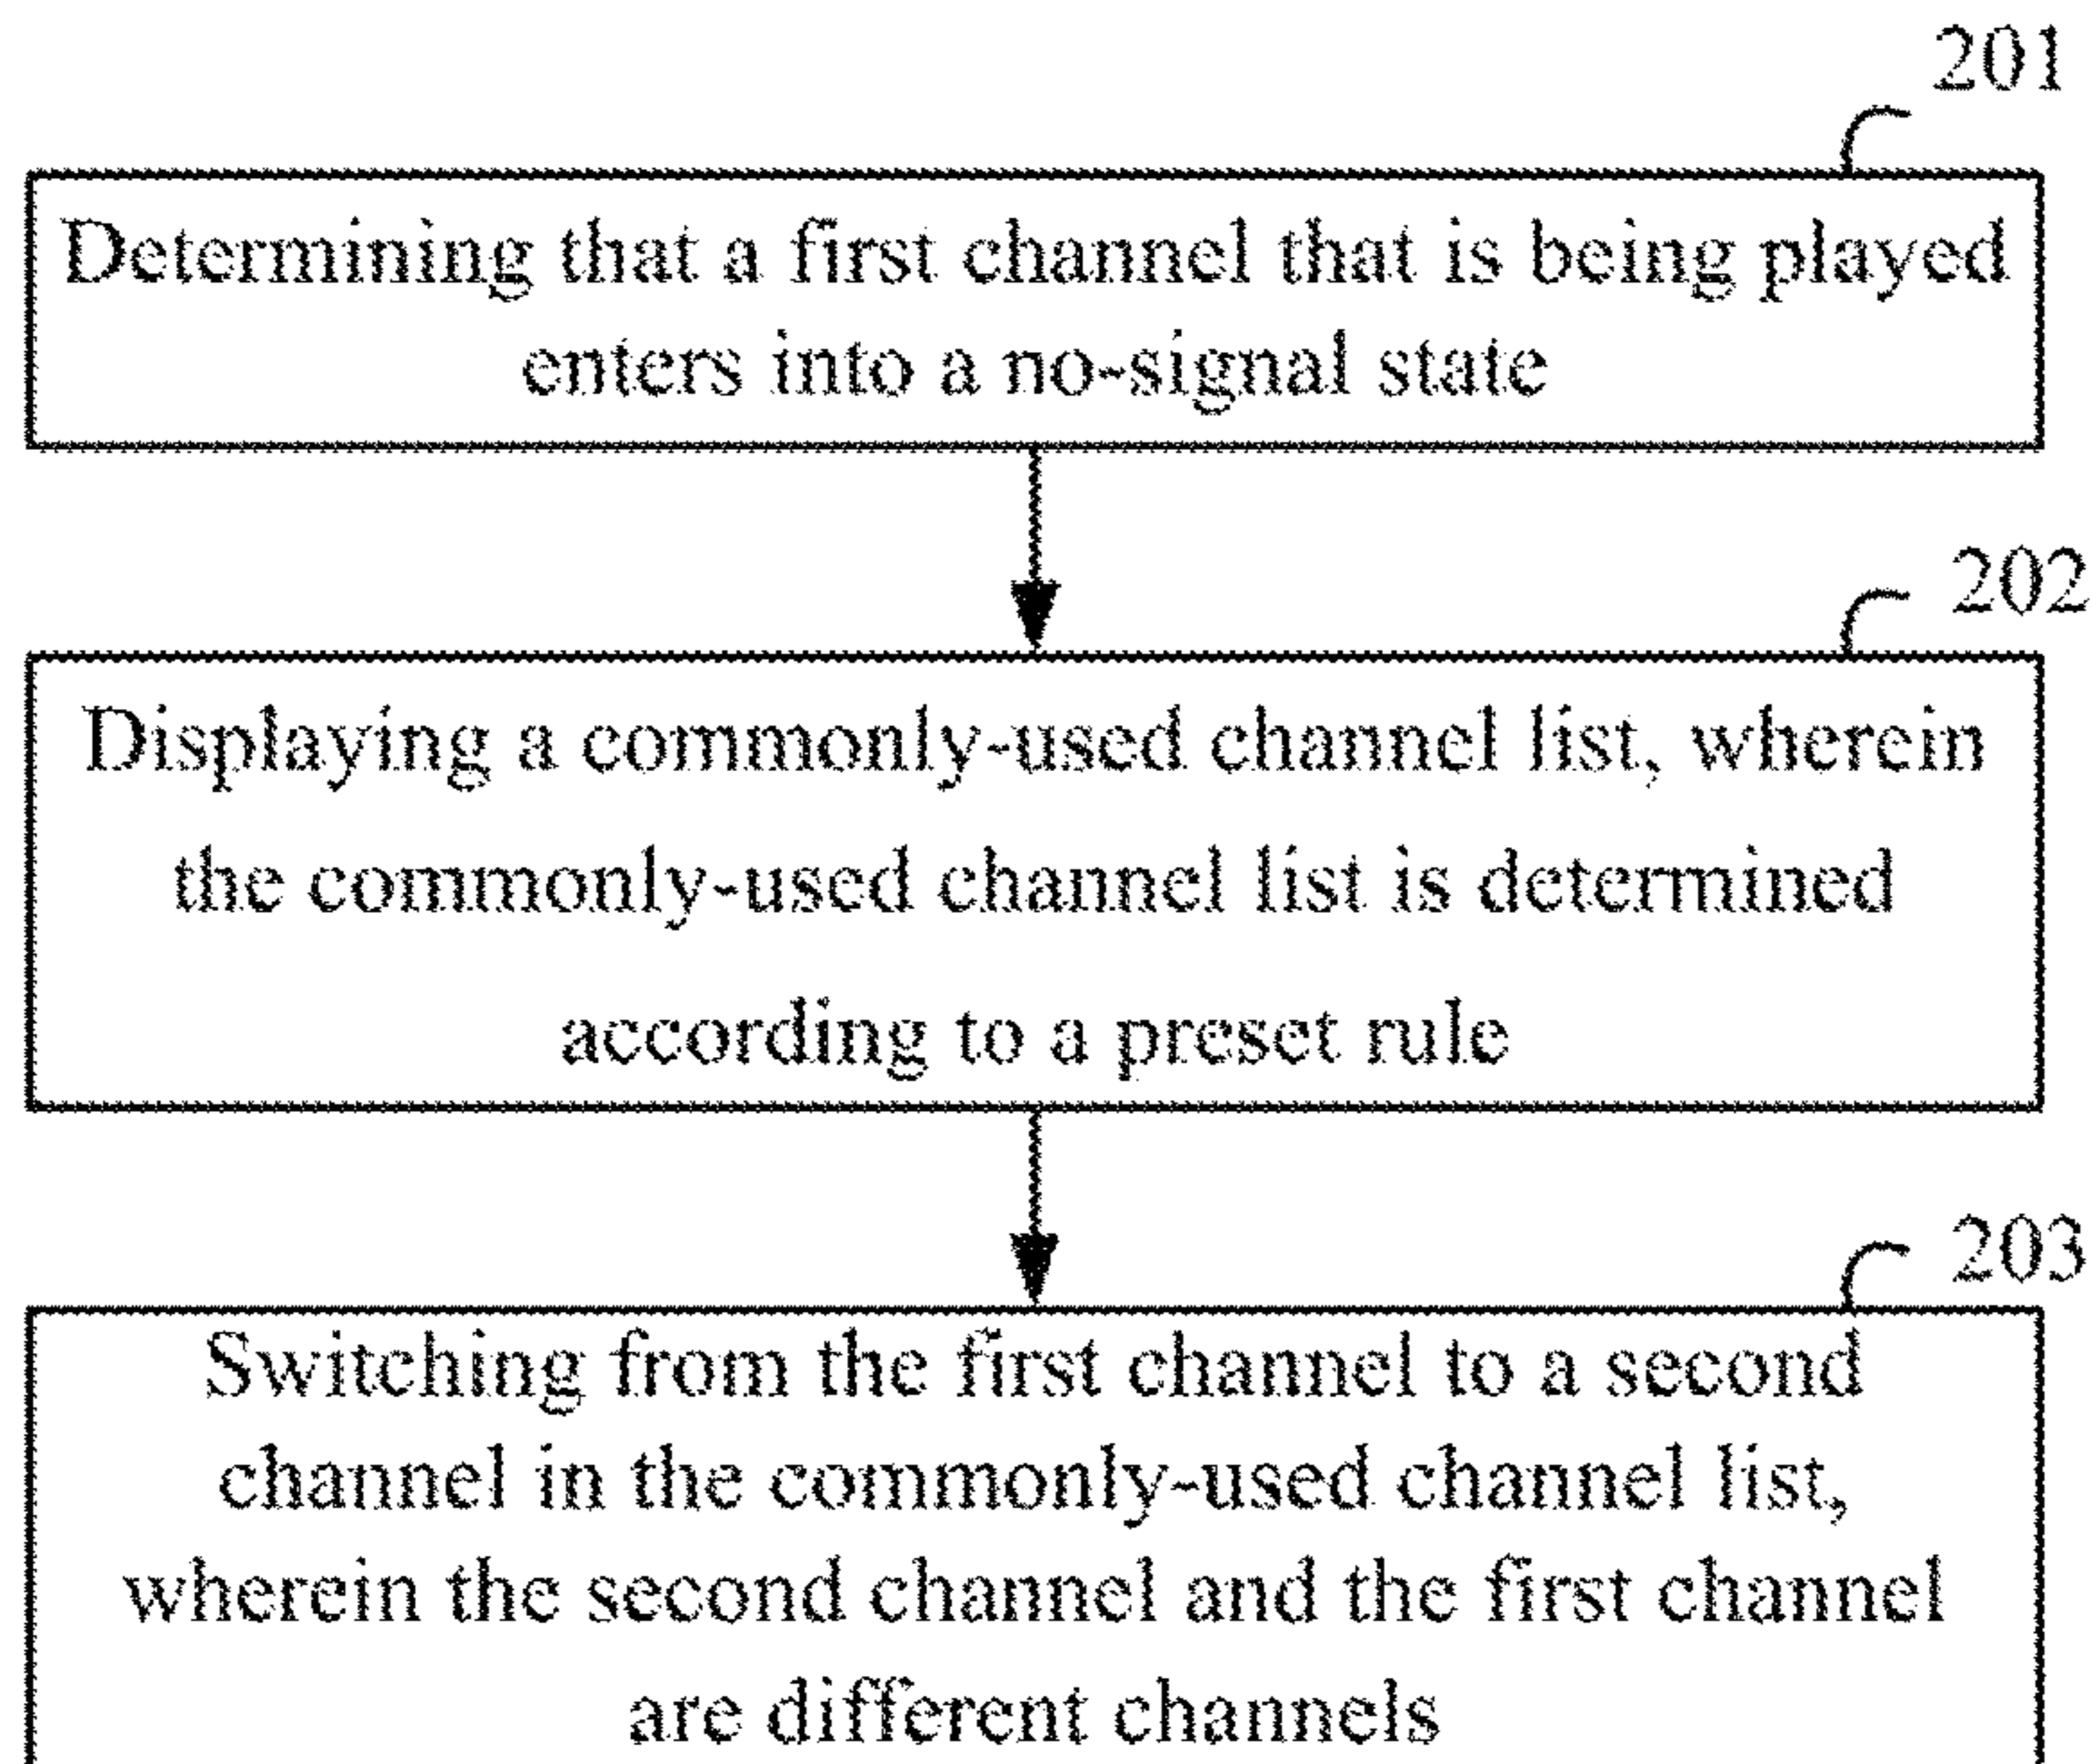 201
Determining that a first channel that is being played
enters into a no-signal state
202
Displaying a commonly-used channel list, wherein
the commonly-used channel list is determined
according to a preset rule
203
Switching from the first channel to a second
channel in the commonly-used channel list,
wherein the second channel and the first channel
are different channels